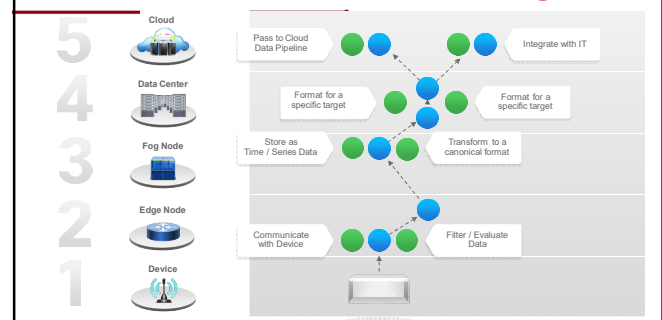 5
Cloud
Pass to Cloud
Data Pipeline
Integrate with IT
4
Data Center
Format for a
specific target
Format for a
specific target
3
Fog Node
Store as
Time / Series Data
Transform to a
canonical format
2
Edge Node
Communicate
with Device
Filter / Evaluate
Data
1
Device